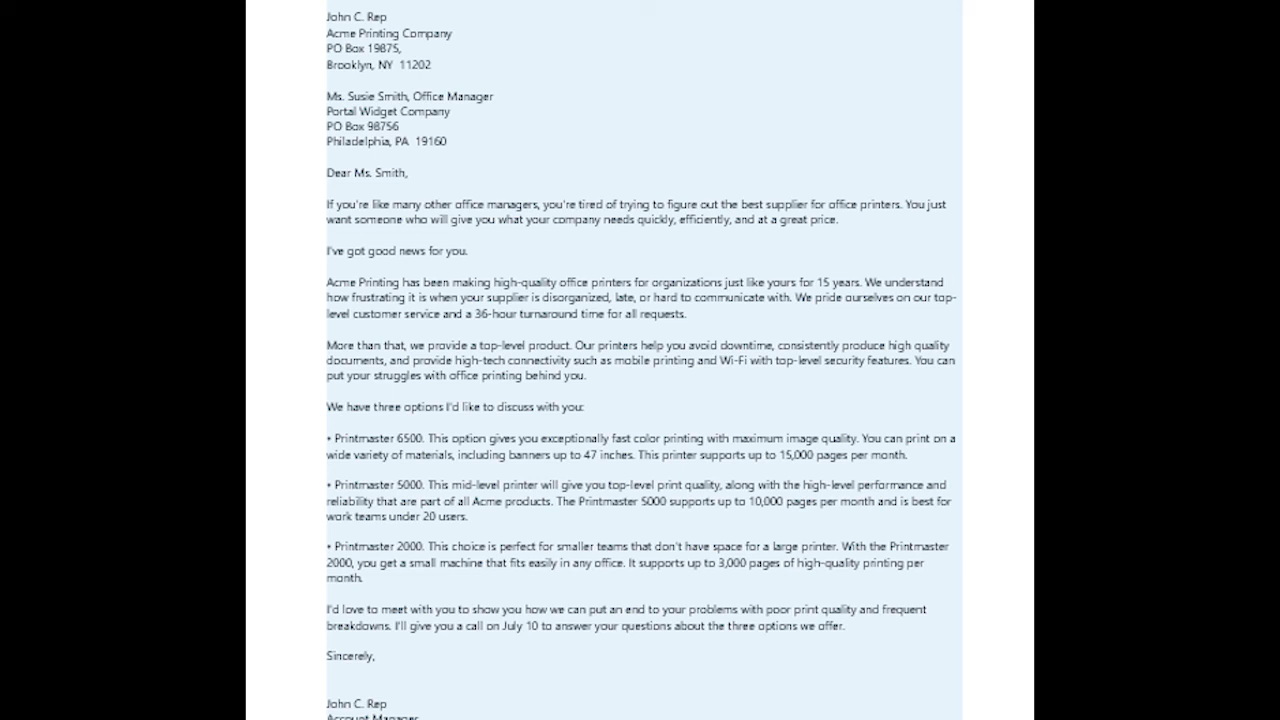 John C. Rep
Acme Printing Company
PO Box 19875,
Brooklyn, NY  11202
Ms. Susie Smith, Office Manager
Portal Widget Company
PO Box 98756
Philadelphia, PA  19160
Dear Ms. Smith,
If you're like many other office managers, you're tired of trying to figure out the best supplier for office printers. You just
want someone who will give you what your company needs quickly, efficiently, and at a great price.
I've got good news for you.
Acme Printing has been making high-quality office printers for organizations just like yours for 15 years. We understand
how frustrating it is when your supplier is disorganized, late, or hard to communicate with. We pride ourselves on our top-
level customer service and a 36-hour turnaround time for all requests.
More than that, we provide a top-level product. Our printers help you avoid downtime, consistently produce high quality
documents, and provide high-tech connectivity such as mobile printing and Wi-Fi with top-level security features. You can
put your struggles with office printing behind you.
We have three options I'd like to discuss with you:
• Printmaster 6500. This option gives you exceptionally fast color printing with maximum image quality. You can print on a
wide variety of materials, including banners up to 47 inches. This printer supports up to 15,000 pages per month.
• Printmaster 5000. This mid-level printer will give you top-level print quality, along with the high-level performance and
reliability that are part of all Acme products. The Printmaster 5000 supports up to 10,000 pages per month and is best for
work teams under 20 users.
• Printmaster 2000. This choice is perfect for smaller teams that don't have space for a large printer. With the Printmaster
2000, you get a small machine that fits easily in any office. It supports up to 3,000 pages of high-quality printing per
month.
I'd love to meet with you to show you how we can put an end to your problems with poor print quality and frequent
breakdowns. I'll give you a call on July 10 to answer your questions about the three options we offer.
Sincerely,
John C. Rep
Account Manager